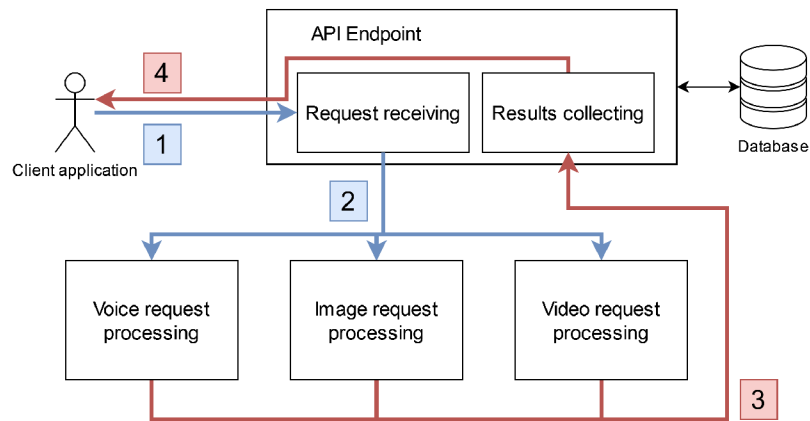 API Endpoint
4
Request receiving
Results collecting
1
Client application
Database
2
Voice request
processing
Image request
processing
Video request
processing
3